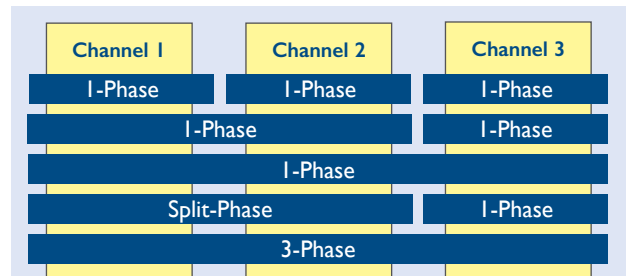 Channel 1 Channel 2 Channel 3
1-Phase 1-Phase 1-Phase
1-Phase 1-Phase
1-Phase
Split-Phase 1-Phase
3-Phase